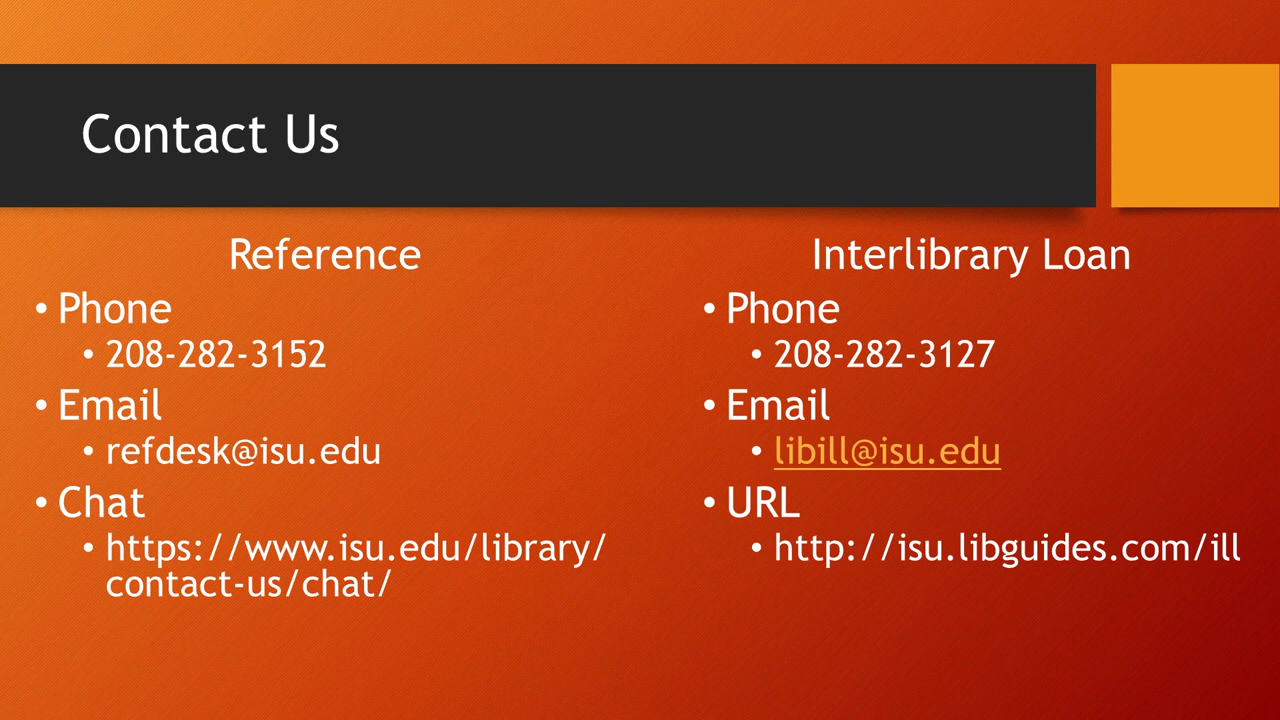 Contact Us
Reference
• Phone
• 208-282-3152
• Email
• refdesk@isu.edu
• Chat
• https://www.isu.edu/library/
contact-us/chat/
Interlibrary Loan
• Phone
• 208-282-3127
• Email
• libill@isu.edu
• URL
• http://isu.libguides.com/ill